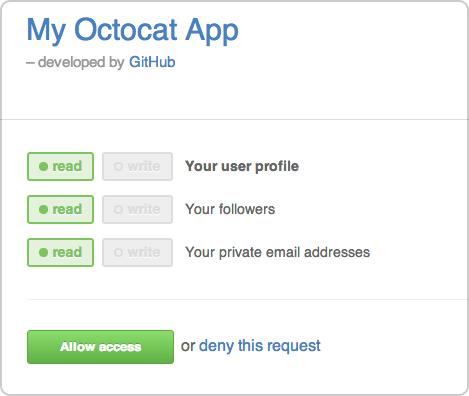 My Octocat App
– developed by GitHub
read write Your user profile
read write Your followers
read write Your private email addresses
Allow access or deny this request